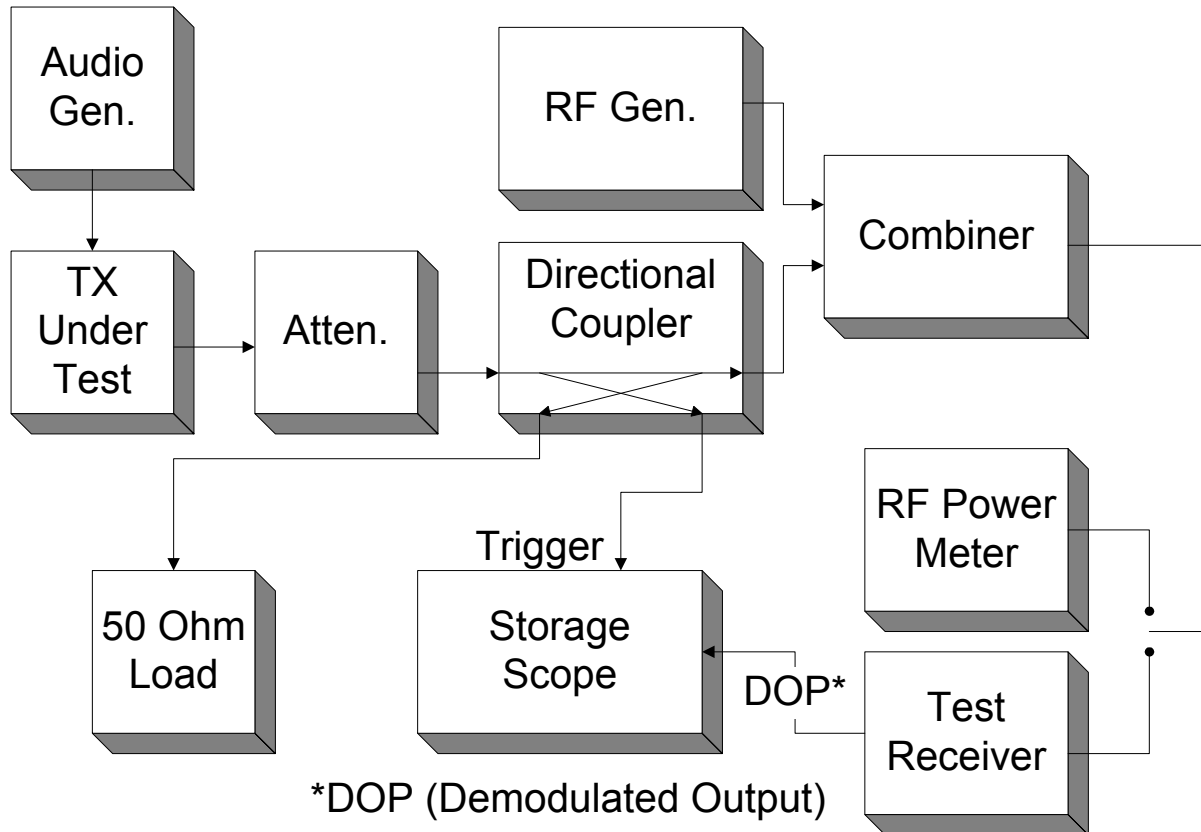 Audio
Gen.
RF Gen.
Combiner
TX
Under
Test
Atten.
Directional
Coupler
RF Power
Meter
Trigger
50 Ohm
Load
Storage
Scope
DOP*
Test
Receiver
*DOP (Demodulated Output)